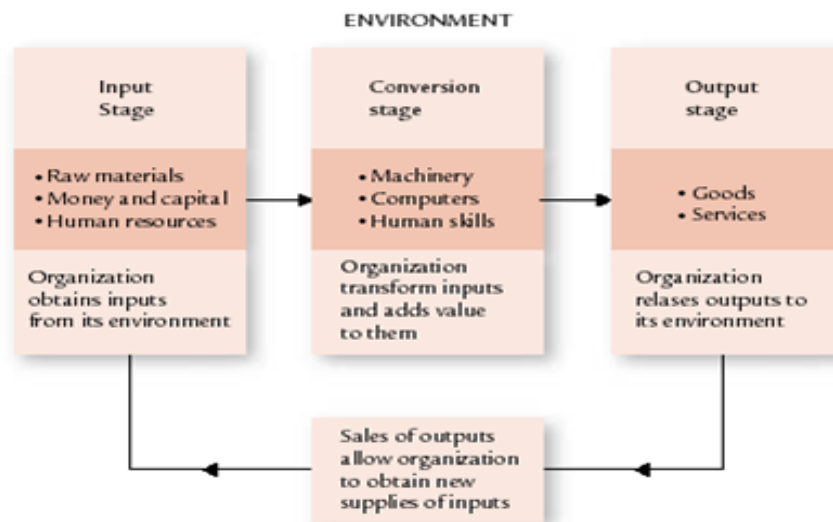 ENVIRONMENT
Input
Stage
• Raw materials
• Money and capital
• Human resources
Organization
obtains inputs
from its environment
Conversion
stage
• Machinery
• Computers
• Human skills
Organization
transform inputs
and adds value
to them
Output
stage
• Goods
• Services
Organization
relases outputs to
its environment
Sales of outputs
allow organization
to obtain new
supplies of inputs